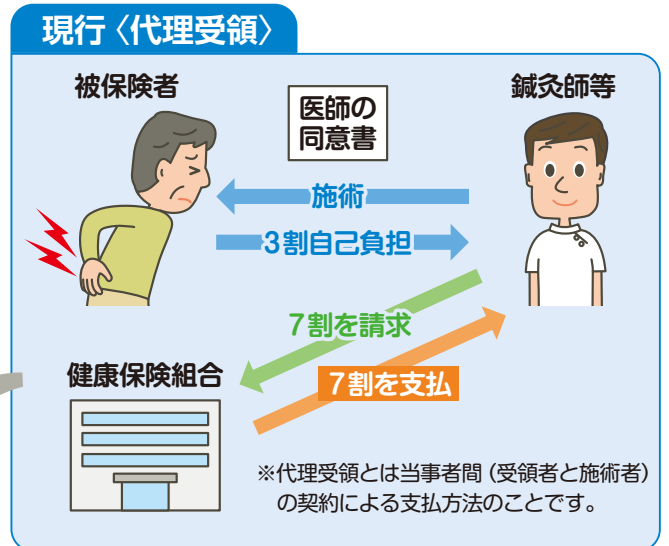 現行〈代理受領〉
被保険者
医師の
同意書
鍼灸師等
施術
3割自己負担
7割を請求
健康保険組合
7割を支払
※代理受領とは当事者間(受領者と施術者)
の契約による支払方法のことです。